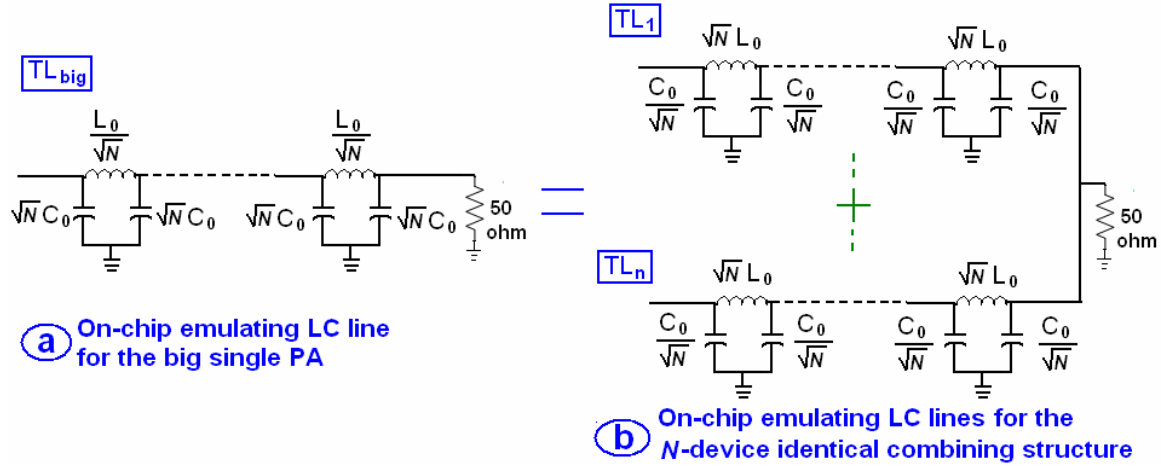 TLbig
L0
√N
L0
√N
√N C0
√N C0
√N C0
√N C0
50
ohm
a
On-chip emulating LC line
for the big single PA
=
TL1
√N L0
√N L0
C0
√N
C0
√N
C0
√N
C0
√N
+
50
ohm
TLn
√N L0
√N L0
C0
√N
C0
√N
C0
√N
C0
√N
b
On-chip emulating LC lines for the
N-device identical combining structure